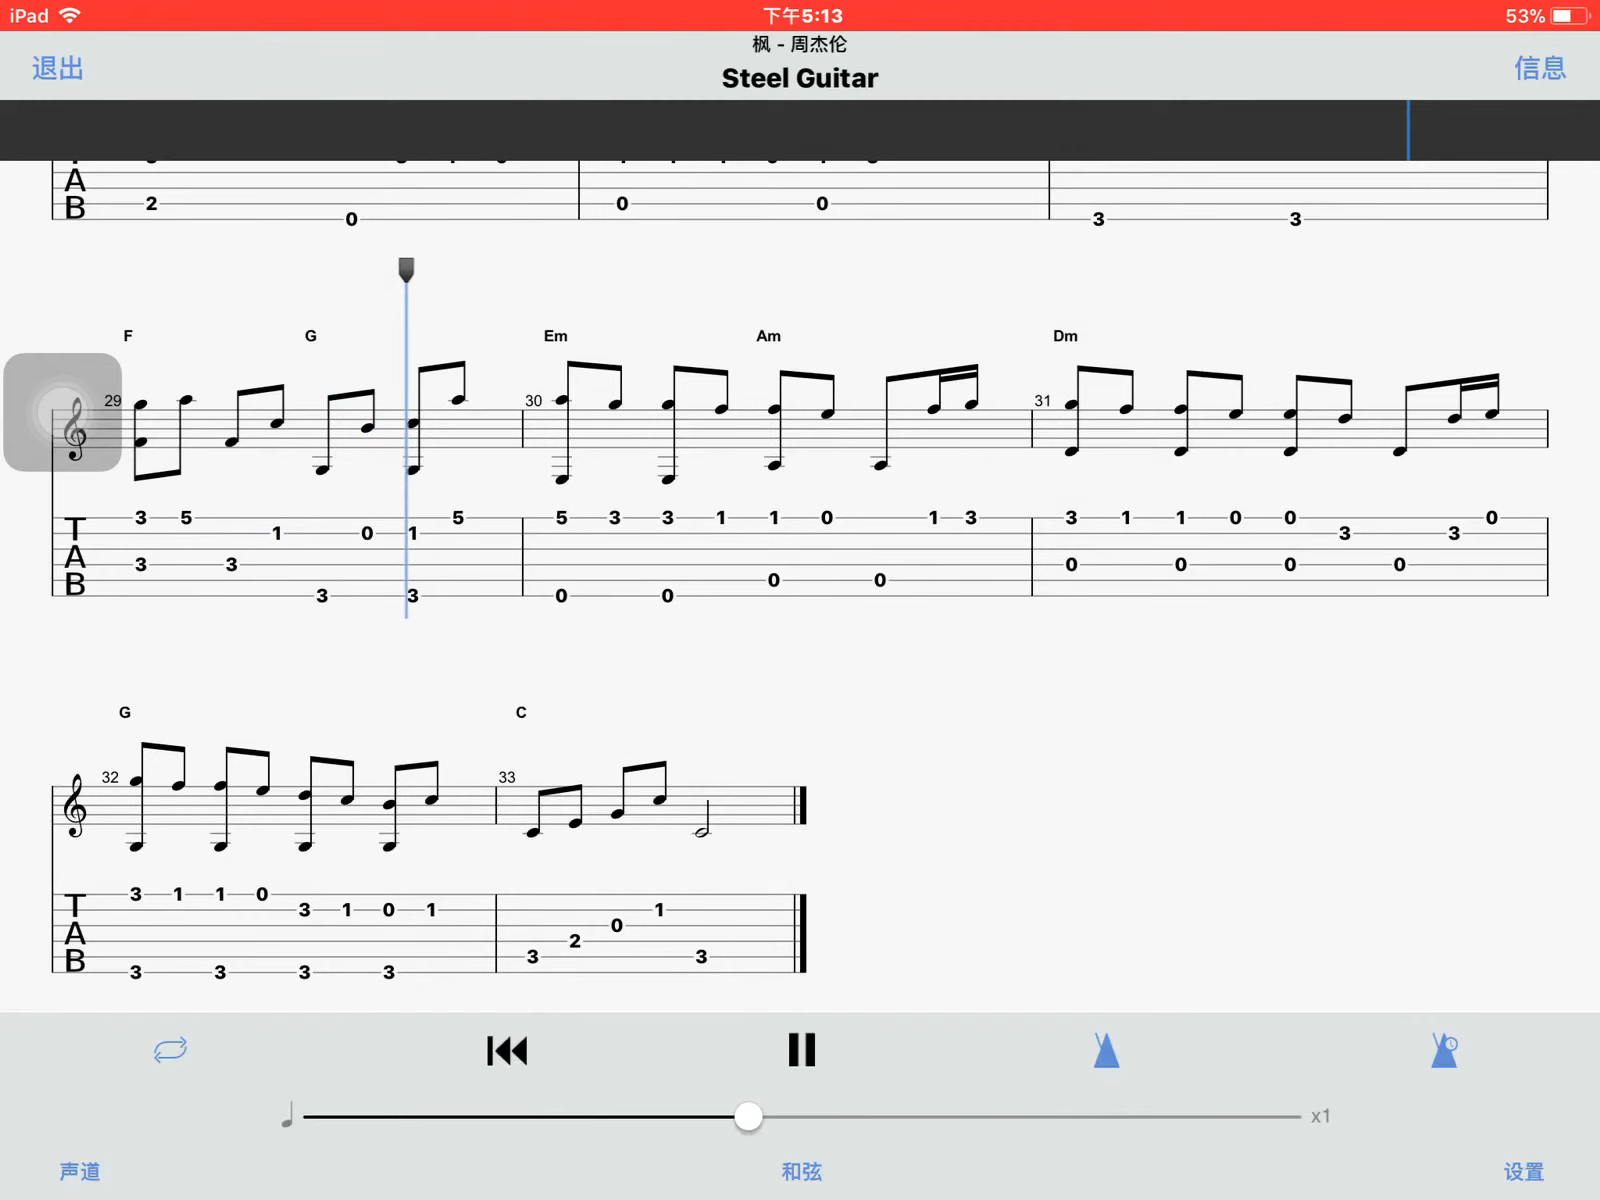 iPad 下午5:13 53%
枫 - 周杰伦
退出 Steel Guitar 信息
A
B 2 0 0 0 3 3
F G Em Am Dm
29 30 31
T 3 5 1 0 1 5 5 3 3 1 1 0 1 3 3 1 1 0 0 3 3 0
A 3 3 0 0 0 0
B 3 3 0 0 0 0
G C
32 33
T 3 1 1 0 3 1 0 1 1
A 2 0
B 3 3 3 3 3 3
x1
声道 和弦 设置